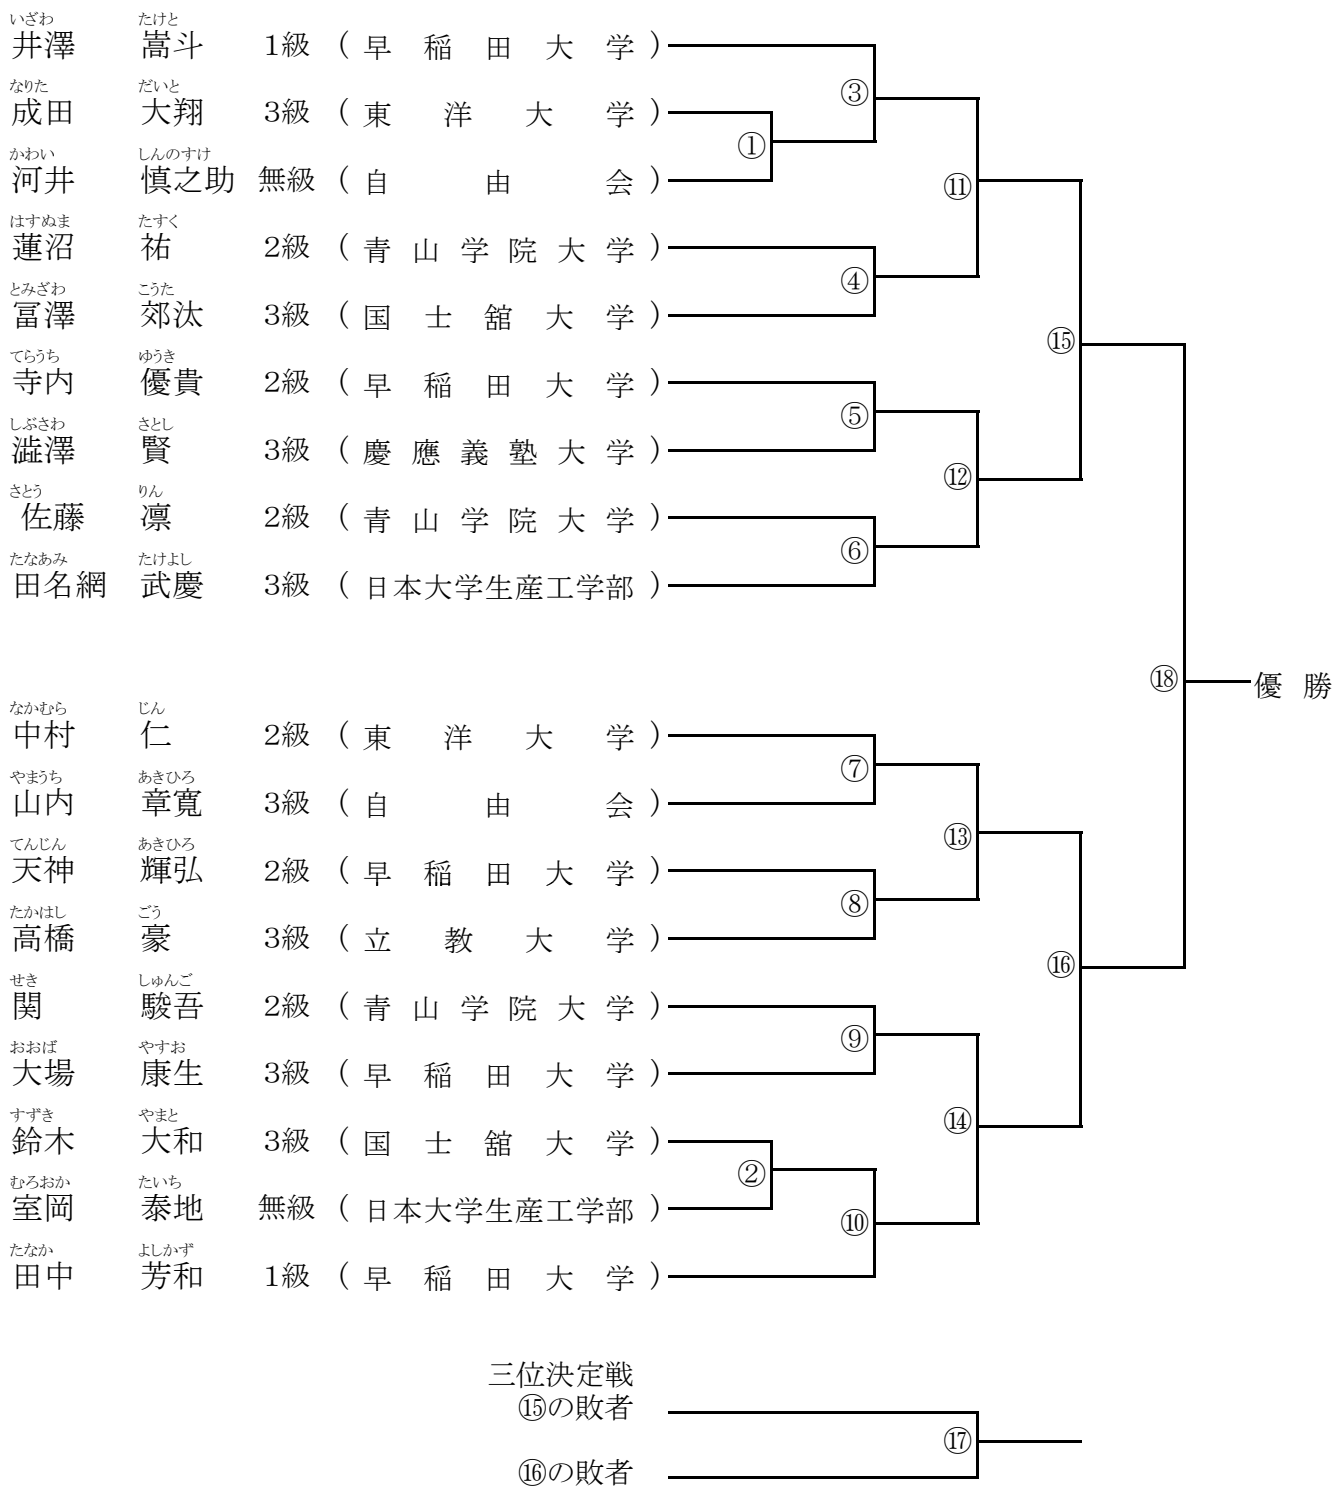 いざわ たけと
井澤 嵩斗 1級 ( 早稲田大学 )
③
なりた だいと
成田 大翔 3級 ( 東洋大学 )
①
かわい しんのすけ
河井 慎之助 無級 ( 自由会 )
⑪
はすぬま たすく
蓮沼 祐 2級 ( 青山学院大学 )
④
とみざわ こうた
冨澤 郊汰 3級 ( 国士舘大学 )
⑮
てらうち ゆうき
寺内 優貴 2級 ( 早稲田大学 )
⑤
しぶさわ さとし
澁澤 賢 3級 ( 慶應義塾大学 )
⑫
さとう りん
佐藤 凛 2級 ( 青山学院大学 )
⑥
たなあみ たけよし
田名網 武慶 3級 ( 日本大学生産工学部 )
⑱ 優勝
なかむら じん
中村 仁 2級 ( 東洋大学 )
⑦
やまうち あきひろ
山内 章寛 3級 ( 自由会 )
⑬
てんじん あきひろ
天神 輝弘 2級 ( 早稲田大学 )
⑧
たかはし ごう
高橋 豪 3級 ( 立教大学 )
⑯
せき しゅんご
関 駿吾 2級 ( 青山学院大学 )
⑨
おおば やすお
大場 康生 3級 ( 早稲田大学 )
⑭
すずき やまと
鈴木 大和 3級 ( 国士舘大学 )
②
むろおか たいち
室岡 泰地 無級 ( 日本大学生産工学部 )
⑩
たなか よしかず
田中 芳和 1級 ( 早稲田大学 )
三位決定戦
⑮の敗者
⑰
⑯の敗者